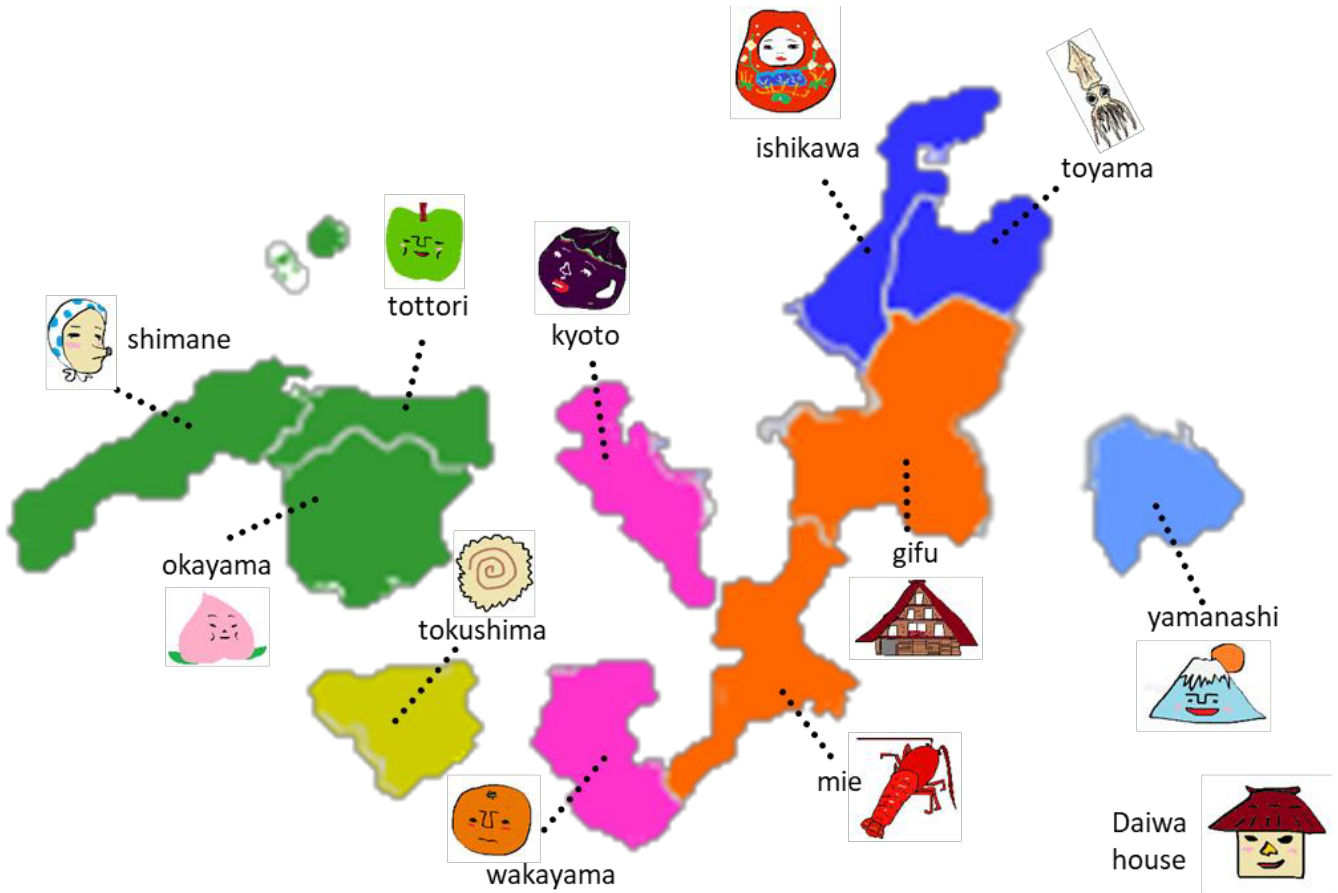 ishikawa
toyama
tottori
kyoto
shimane
okayama
gifu
tokushima
yamanashi
mie
wakayama
Daiwa
house